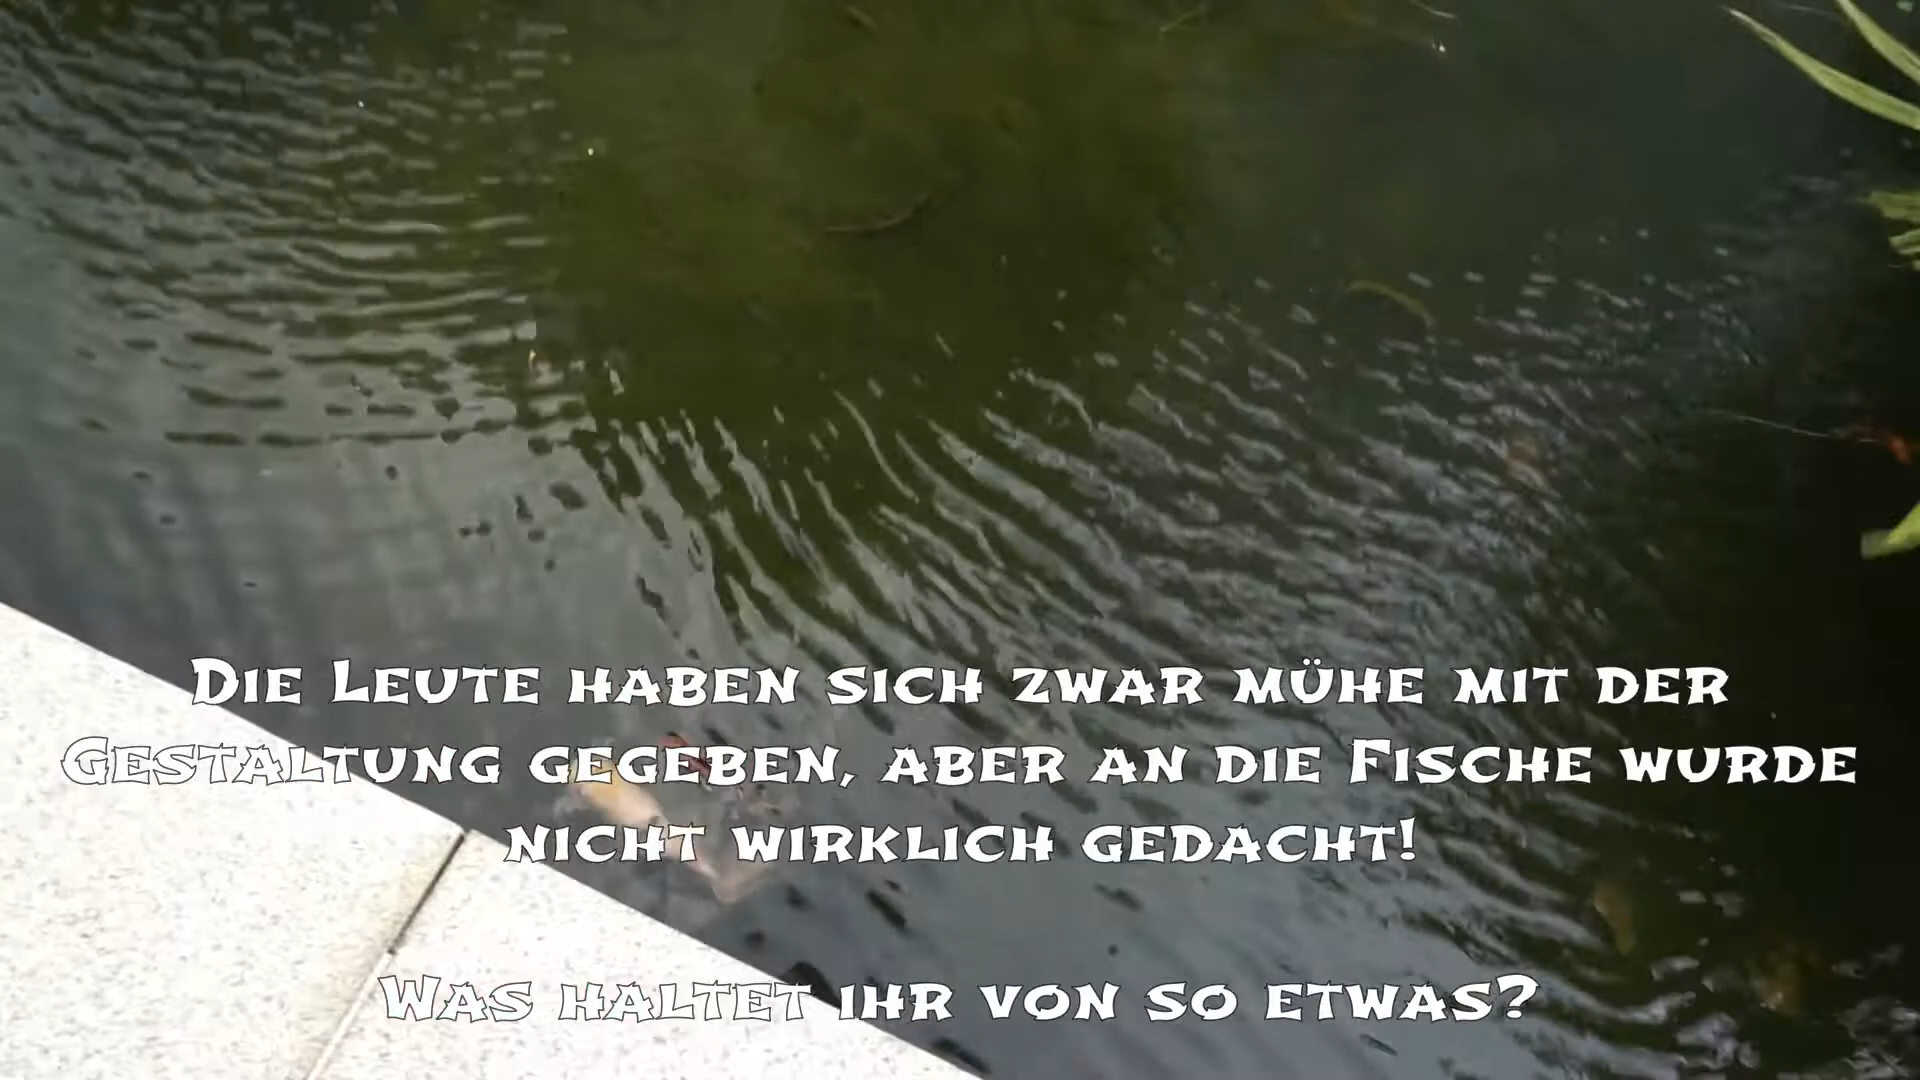 Die Leute haben sich zwar mühe mit der
Gestaltung gegeben, aber an die Fische wurde
nicht wirklich gedacht!
Was haltet ihr von so etwas?